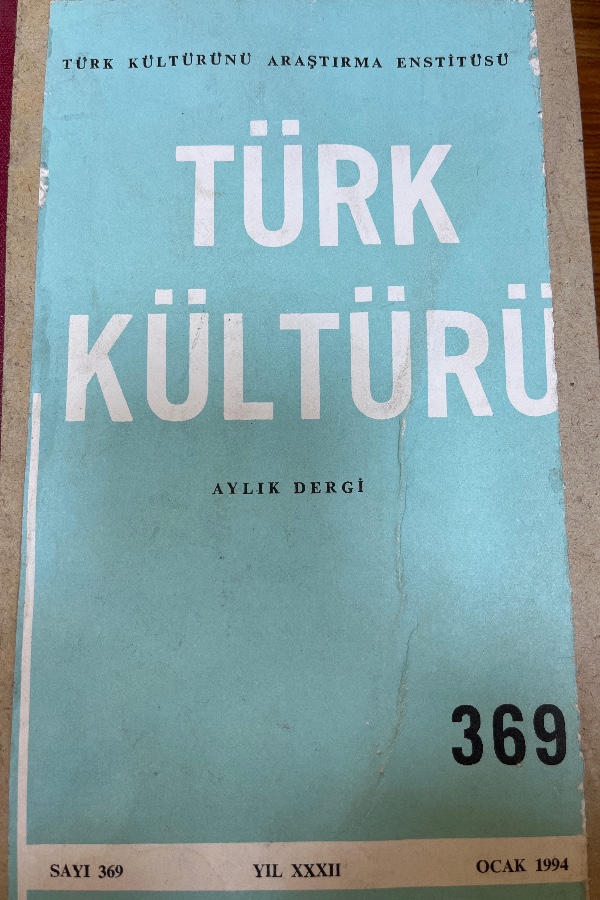 TÜRK KÜLTÜRÜNÜ ARAŞTIRMA ENSTİTÜSÜ
TÜRK
KÜLTÜRÜ
AYLIK DERGİ
369
SAYI 369 YIL XXXII OCAK 1994